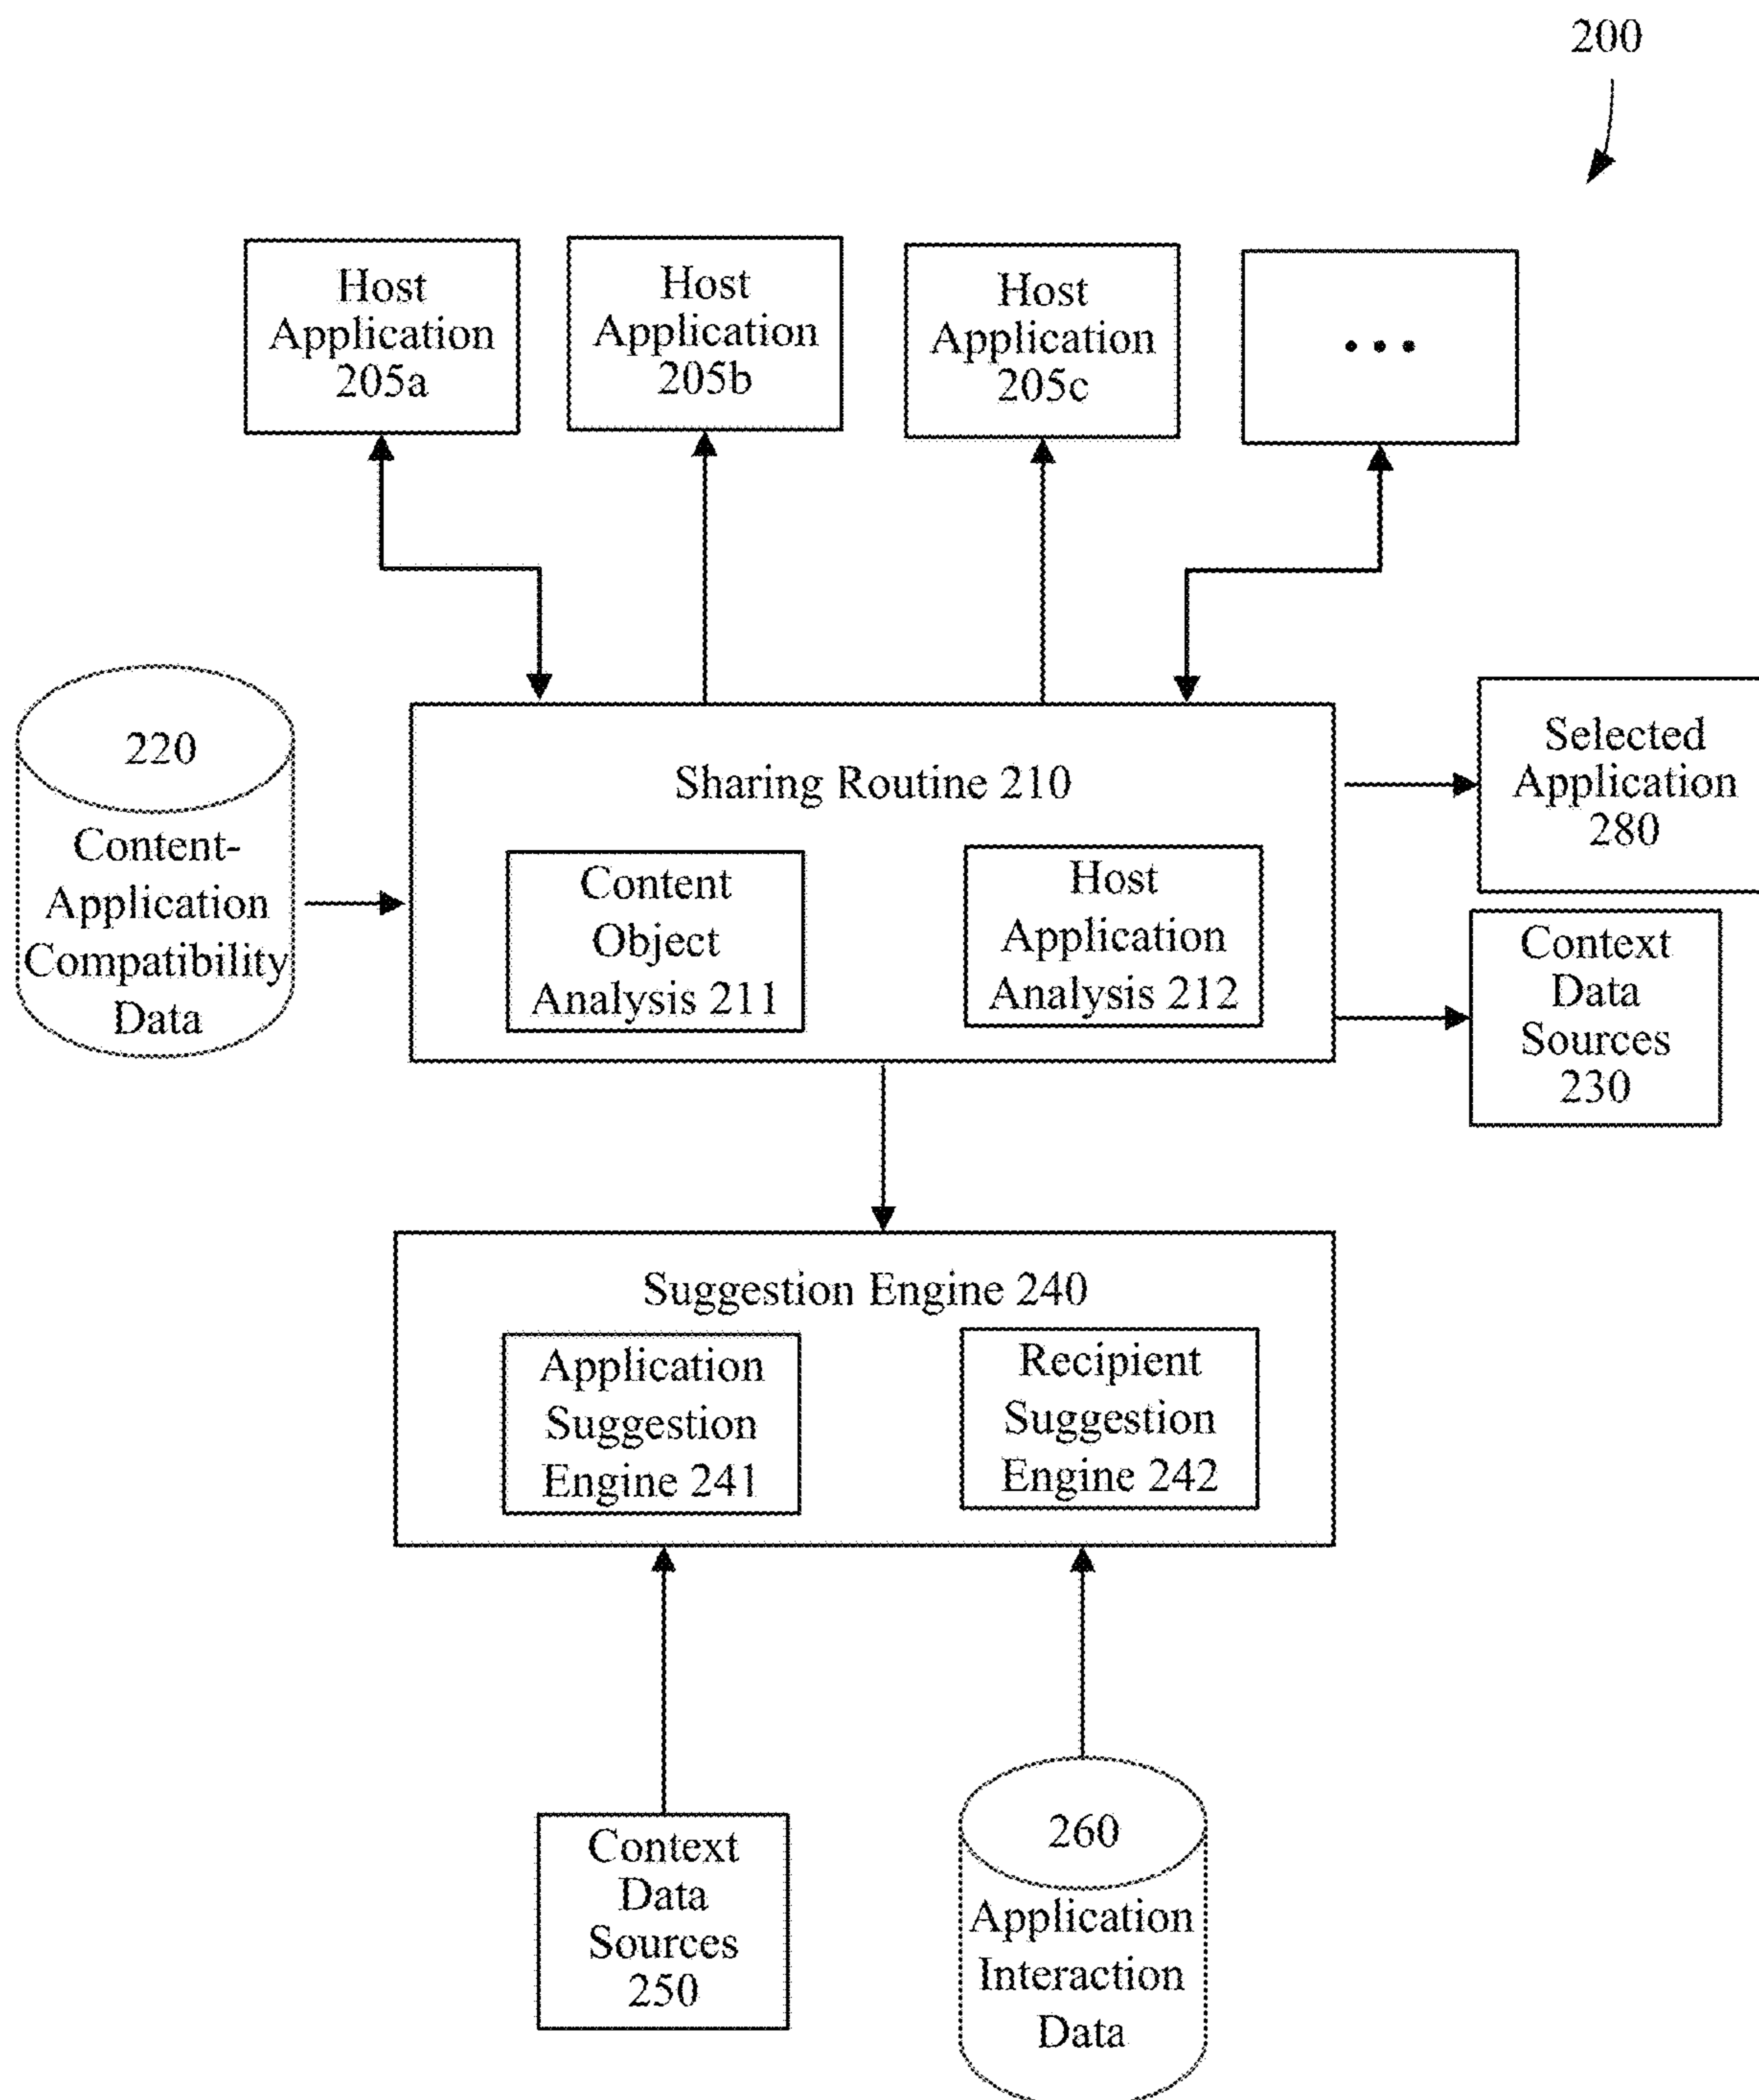 200
Host
Application
205a
Host
Application
205b
Host
Application
205c
•••
220
Content-
Application
Compatibility
Data
Sharing Routine 210
Content
Object
Analysis 211
Host
Application
Analysis 212
Selected
Application
280
Context
Data
Sources
230
Suggestion Engine 240
Application
Suggestion
Engine 241
Recipient
Suggestion
Engine 242
Context
Data
Sources
250
260
Application
Interaction
Data